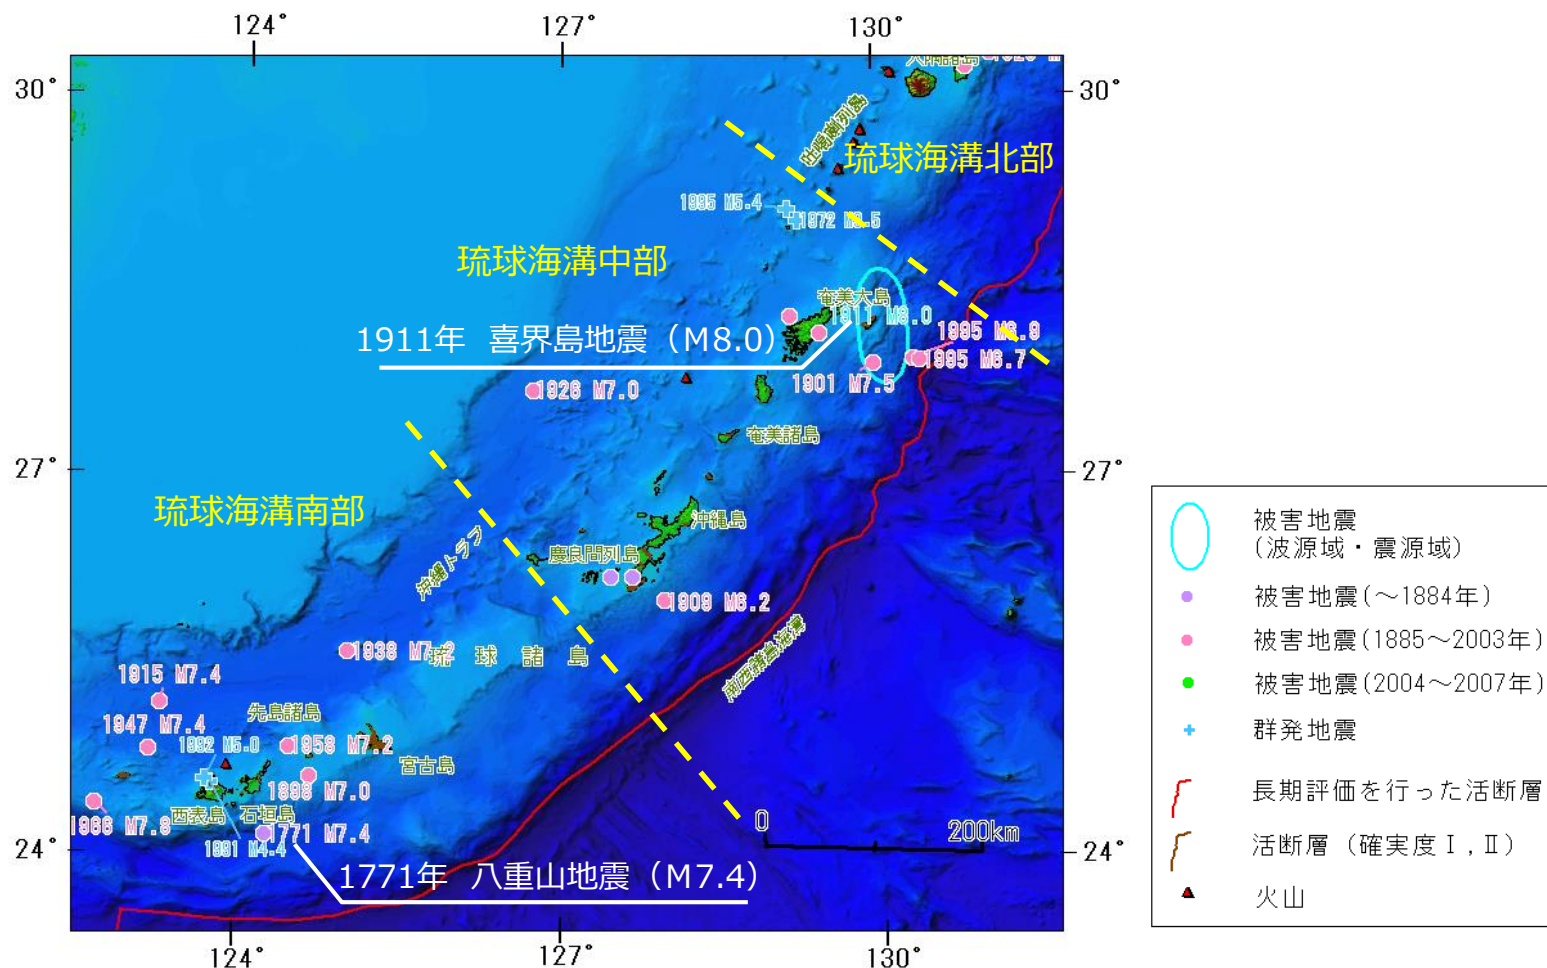 124°
127°
130°
30°
30°
大隅諸島
吐噶喇列島
琉球海溝北部
1995 M5.4
1972 M3.5
琉球海溝中部
奄美大島
1911 M8.0
1911年 喜界島地震（M8.0）
1995 M6.9
1995 M6.7
1901 M7.5
1926 M7.0
奄美諸島
27°
27°
琉球海溝南部
沖縄島
沖縄トラフ
慶良間列島
1909 M6.2
1938 M7.2
琉球諸島
南西諸島海溝
1915 M7.4
1947 M7.4
先島諸島
1992 M5.0
1958 M7.2
宮古島
1898 M7.0
1966 M7.8
西表島
石垣島
1771 M7.4
1991 M4.4
0
200km
24°
24°
1771年 八重山地震（M7.4）
124°
127°
130°
被害地震
(波源域・震源域)
被害地震(～1884年)
被害地震(1885～2003年)
被害地震(2004～2007年)
群発地震
長期評価を行った活断層
活断層（確実度Ⅰ,Ⅱ）
火山